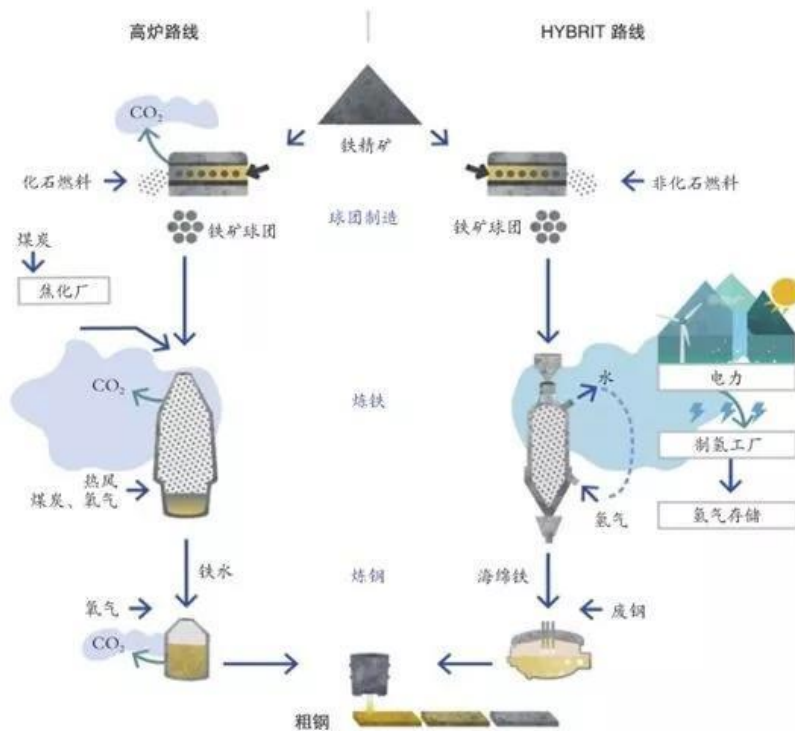 高炉路线
HYBRIT 路线
CO₂
铁精矿
化石燃料
非化石燃料
铁矿球团
球团制造
铁矿球团
煤炭
焦化厂
CO₂
炼铁
水
电力
制氢工厂
热风
煤炭、氧气
氢气
氢气存储
铁水
炼钢
海绵铁
氧气
废钢
CO₂
粗钢